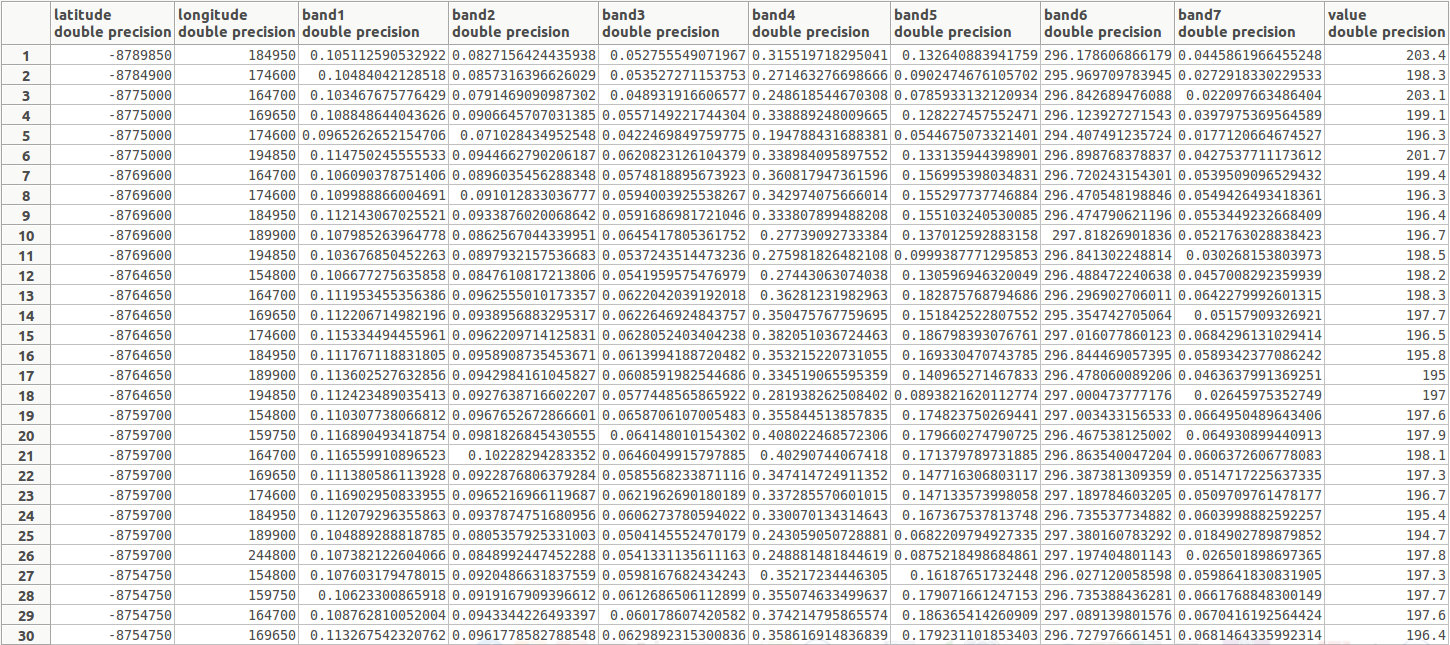 latitude longitude band1 band2 band3 band4 band5 band6 band7 value
double precision double precision double precision double precision double precision double precision double precision double precision double precision double precision
1 -8789850 184950 0.105112590532922 0.0827156424435938 0.052755549071967 0.315519718295041 0.132640883941759 296.178606866179 0.0445861966455248 203.4
2 -8784900 174600 0.10484042128518 0.0857316396626029 0.053527271153753 0.271463276698666 0.0902474676105702 295.969709783945 0.0272918330229533 198.3
3 -8775000 164700 0.103467675776429 0.0791469090987302 0.048931916606577 0.248618544670308 0.0785933132120934 296.842689476088 0.022097663486404 203.1
4 -8775000 169650 0.108848644043626 0.0906645707031385 0.0557149221744304 0.338889248009665 0.128227457552471 296.123927271543 0.0397975369564589 199.1
5 -8775000 174600 0.0965262652154706 0.071028434952548 0.0422469849759775 0.194788431688381 0.0544675073321401 294.407491235724 0.0177120664674527 196.3
6 -8775000 194850 0.114750245555533 0.0944662790206187 0.0620823126104379 0.338984095897552 0.133135944398901 296.898768378837 0.0427537711173612 201.7
7 -8769600 164700 0.106090378751406 0.0896035456288348 0.0574818895673923 0.360817947361596 0.156995398034831 296.720243154301 0.0539509096529432 199.4
8 -8769600 174600 0.109988866004691 0.091012833036777 0.0594003925538267 0.342974075666014 0.155297737746884 296.470548198846 0.0549426493418361 196.3
9 -8769600 184950 0.112143067025521 0.0933876020068642 0.0591686981721046 0.333807899488208 0.155103240530085 296.474790621196 0.0553449232668409 196.4
10 -8769600 189900 0.107985263964778 0.0862567044339951 0.0645417805361752 0.27739092733384 0.137012592883158 297.81826901836 0.0521763028838423 196.7
11 -8769600 194850 0.103676850452263 0.0897932157536683 0.0537243514473236 0.275981826482108 0.0999387771295853 296.841302248814 0.030268153803973 198.5
12 -8764650 154800 0.106677275635858 0.0847610817213806 0.0541959575476979 0.27443063074038 0.130596946320049 296.488472240638 0.0457008292359939 198.2
13 -8764650 164700 0.111953455356386 0.0962555010173357 0.0622042039192018 0.36281231982963 0.182875768794686 296.296902706011 0.0642279992601315 198.3
14 -8764650 169650 0.112206714982196 0.0938956883295317 0.0622646924843757 0.350475767759695 0.151842522807552 295.354742705064 0.05157909326921 197.7
15 -8764650 174600 0.115334494455961 0.0962209714125831 0.0628052403404238 0.382051036724463 0.186798393076761 297.016077860123 0.0684296131029414 196.5
16 -8764650 184950 0.111767118831805 0.0958908735453671 0.0613994188720482 0.353215220731055 0.169330470743785 296.844469057395 0.0589342377086242 195.8
17 -8764650 189900 0.113602527632856 0.0942984161045827 0.0608591982544686 0.334519065595359 0.140965271467833 296.478060089206 0.0463637991369251 195
18 -8764650 194850 0.112423489035413 0.0927638716602207 0.0577448565865922 0.281938262508402 0.0893821620112774 297.000473777176 0.02645975352749 197
19 -8759700 154800 0.110307738066812 0.0967652672866601 0.0658706107005483 0.355844513857835 0.174823750269441 297.003433156533 0.0664950489643406 197.6
20 -8759700 159750 0.116890493418754 0.0981826845430555 0.064148010154302 0.408022468572306 0.179660274790725 296.467538125002 0.064930899440913 197.9
21 -8759700 164700 0.116559910896523 0.10228294283352 0.0646049915797885 0.40290744067418 0.171379789731885 296.863540047204 0.0606372606778083 198.1
22 -8759700 169650 0.111380586113928 0.0922876806379284 0.0585568233871116 0.347414724911352 0.147716306803117 296.387381309359 0.0514717225637335 197.3
23 -8759700 174600 0.116902950833955 0.0965216966119687 0.0621962690180189 0.337285570601015 0.147133573998058 297.189784603205 0.0509709761478177 196.7
24 -8759700 184950 0.112079296355863 0.0937874751680956 0.0606273780594022 0.330070134314643 0.167367537813748 296.735537734882 0.0603998882592257 195.4
25 -8759700 189900 0.104889288818785 0.0805357925331003 0.0504145552470179 0.243059050728881 0.0682209794927335 297.380160783292 0.0184902789879852 194.7
26 -8759700 244800 0.107382122604066 0.0848992447452288 0.0541331135611163 0.248881481844619 0.0875218498684861 297.197404801143 0.026501898697365 197.8
27 -8754750 154800 0.107603179478015 0.0920486631837559 0.0598167682434243 0.35217234446305 0.16187651732448 296.027120058598 0.0598641830831905 197.3
28 -8754750 159750 0.10623300865918 0.0919167909396612 0.0612686506112899 0.355074633499637 0.179071661247153 296.735388436281 0.0661768848300149 197.7
29 -8754750 164700 0.108762810052004 0.0943344226493397 0.060178607420582 0.374214795865574 0.186365414260909 297.089139801576 0.0670416192564424 197.6
30 -8754750 169650 0.113267542320762 0.0961778582788548 0.0629892315300836 0.358616914836839 0.179231101853403 296.727976661451 0.0681464335992314 196.4